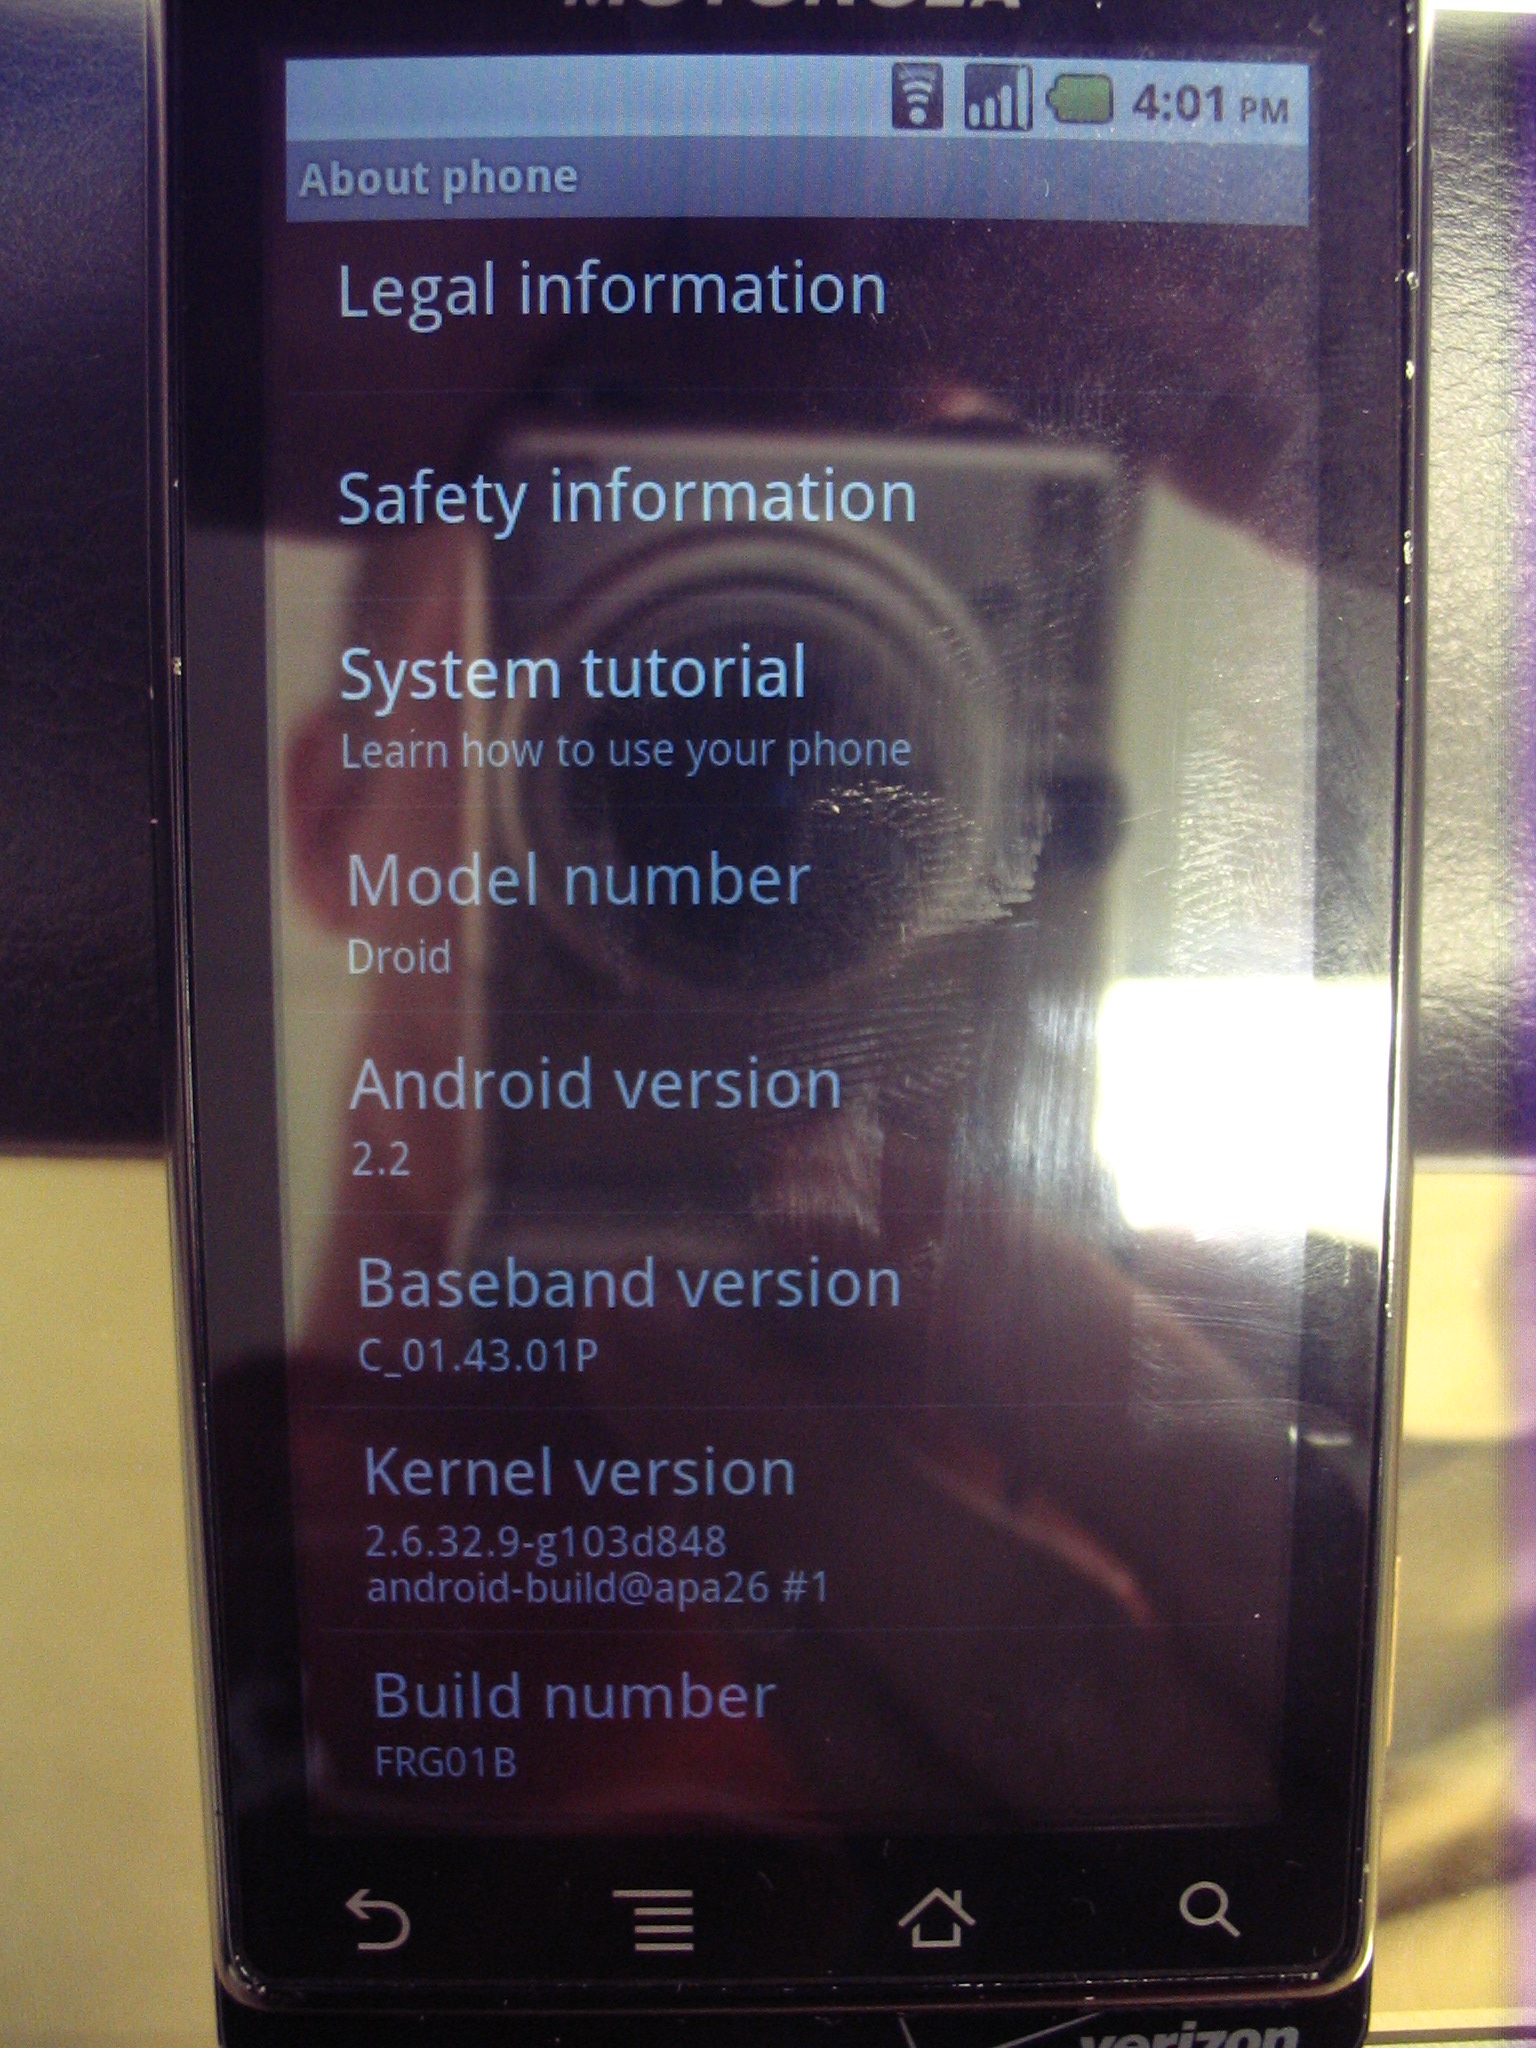 MOTOROLA
4:01 PM
About phone
Legal information
Safety information
System tutorial
Learn how to use your phone
Model number
Droid
Android version
2.2
Baseband version
C_01.43.01P
Kernel version
2.6.32.9-g103d848
android-build@apa26 #1
Build number
FRG01B
verizon